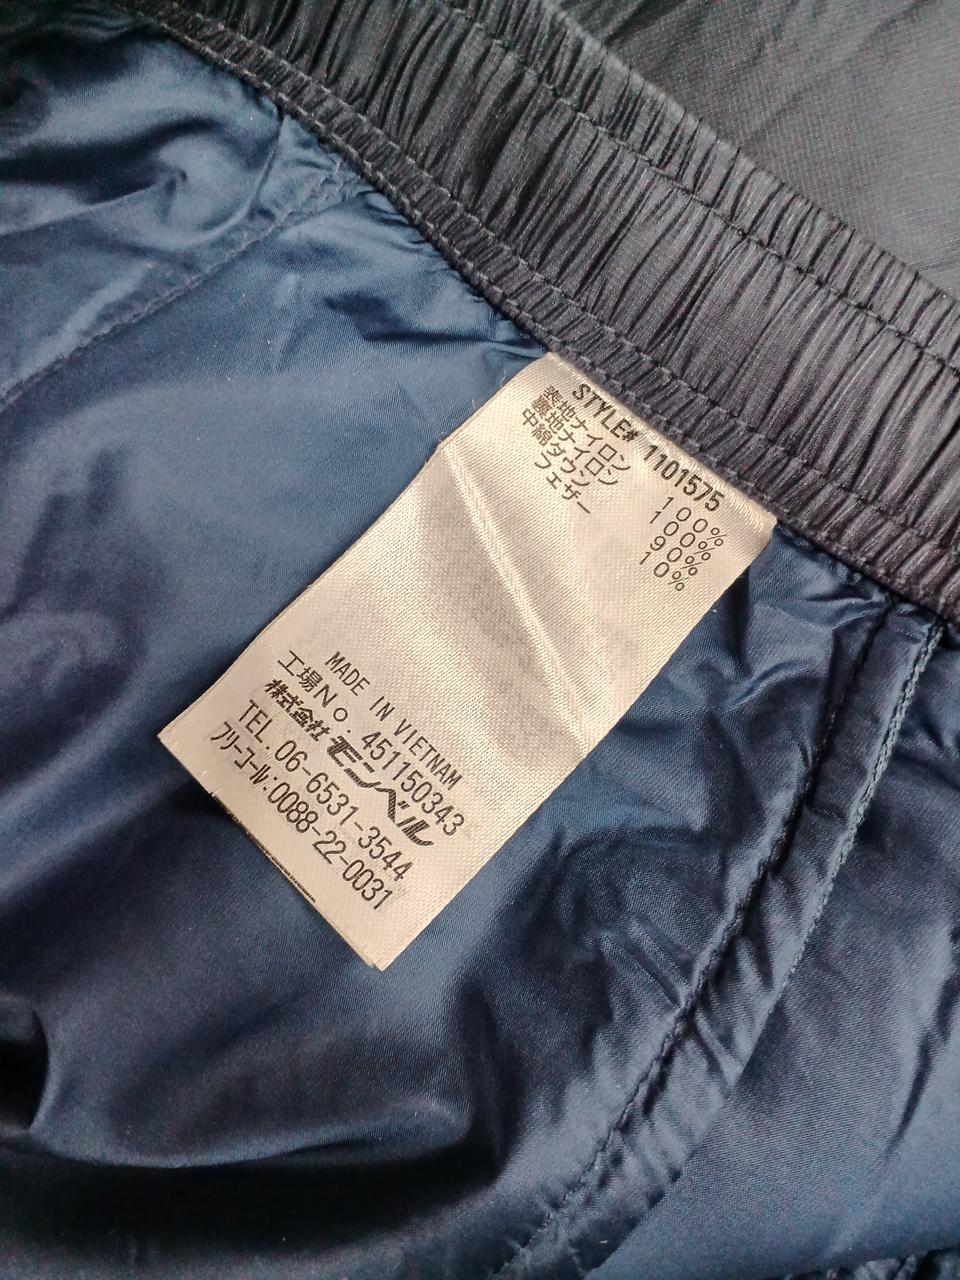 STYLE# 1101575
表地ナイロン 100%
裏地ナイロン 100%
中綿ダウン 90%
フェザー 10%
MADE IN VIETNAM
工場No. 451150343
株式会社モンベル
TEL.06-6531-3544
フリーコール:0088-22-0031